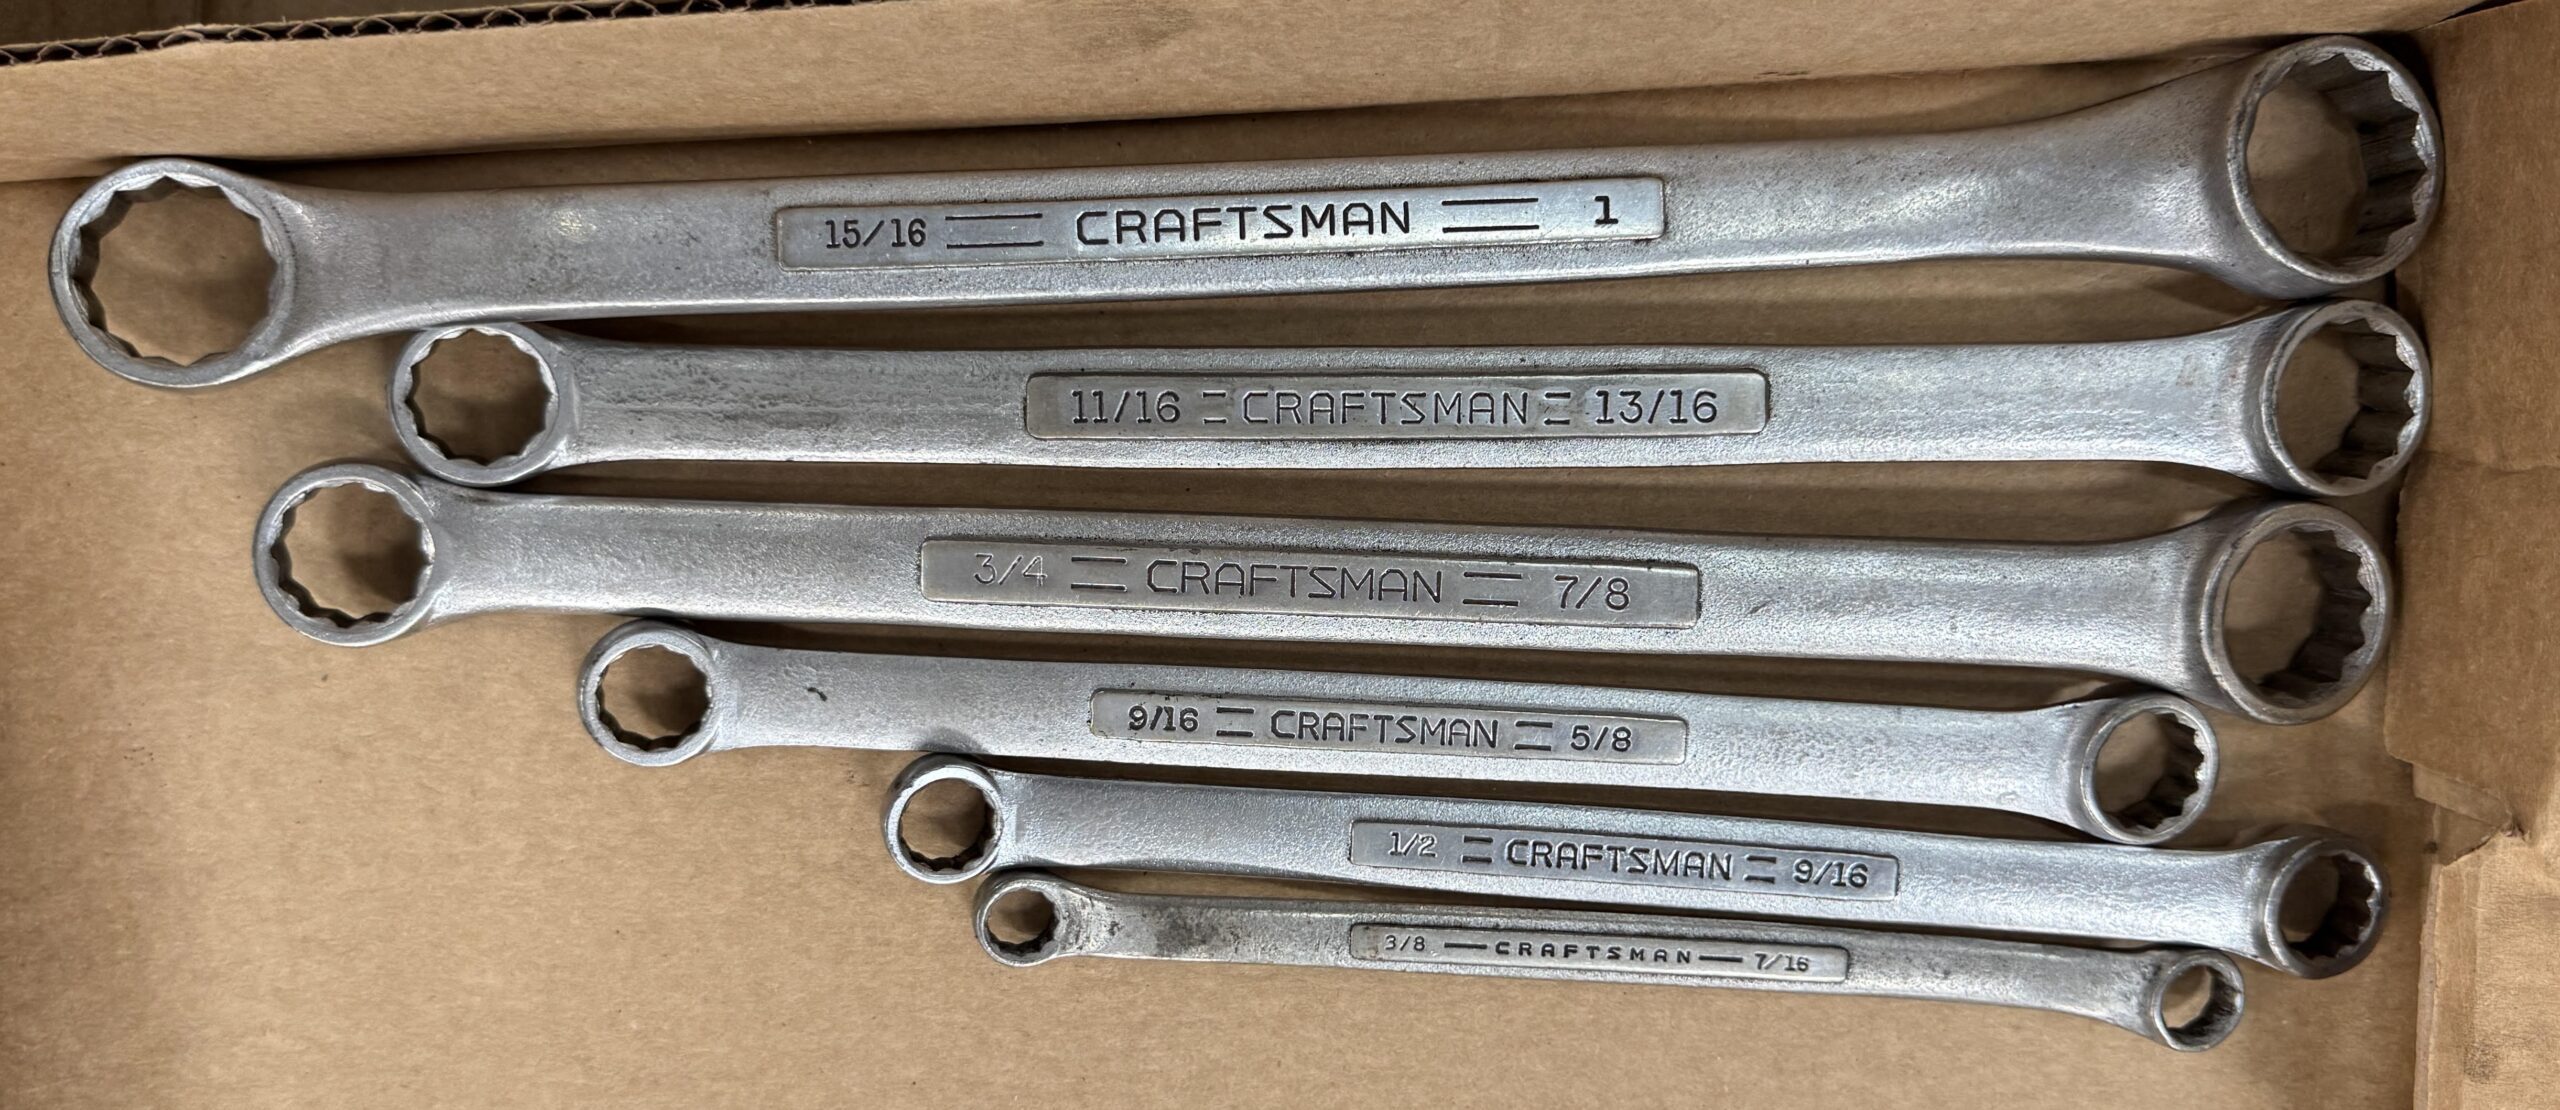 15/16 CRAFTSMAN 1
11/16 CRAFTSMAN 13/16
3/4 CRAFTSMAN 7/8
9/16 CRAFTSMAN 5/8
1/2 CRAFTSMAN 9/16
3/8 CRAFTSMAN 7/16